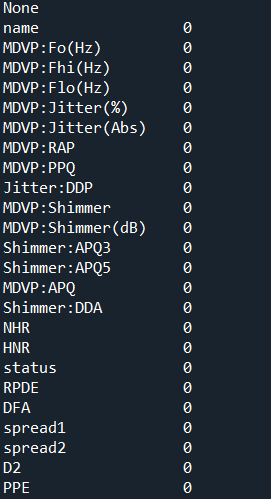 None
name 0
MDVP:Fo(Hz) 0
MDVP:Fhi(Hz) 0
MDVP:Flo(Hz) 0
MDVP:Jitter(%) 0
MDVP:Jitter(Abs) 0
MDVP:RAP 0
MDVP:PPQ 0
Jitter:DDP 0
MDVP:Shimmer 0
MDVP:Shimmer(dB) 0
Shimmer:APQ3 0
Shimmer:APQ5 0
MDVP:APQ 0
Shimmer:DDA 0
NHR 0
HNR 0
status 0
RPDE 0
DFA 0
spread1 0
spread2 0
D2 0
PPE 0